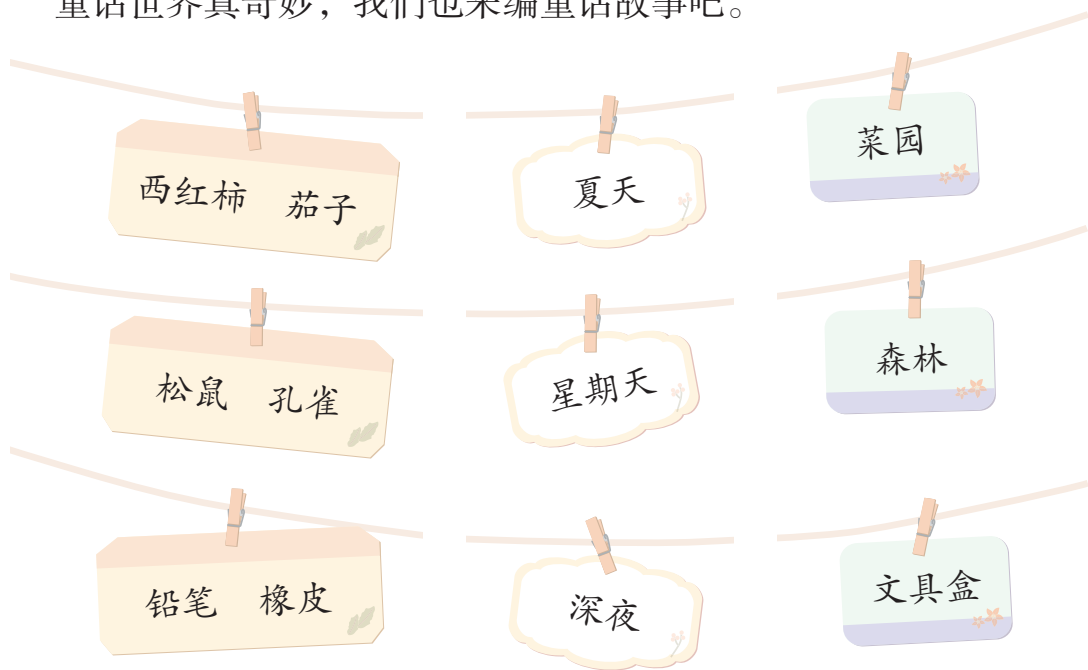 童话世界真奇妙，我们也来编童话故事吧。
西红柿 茄子 夏天 菜园
松鼠 孔雀 星期天 森林
铅笔 橡皮 深夜 文具盒